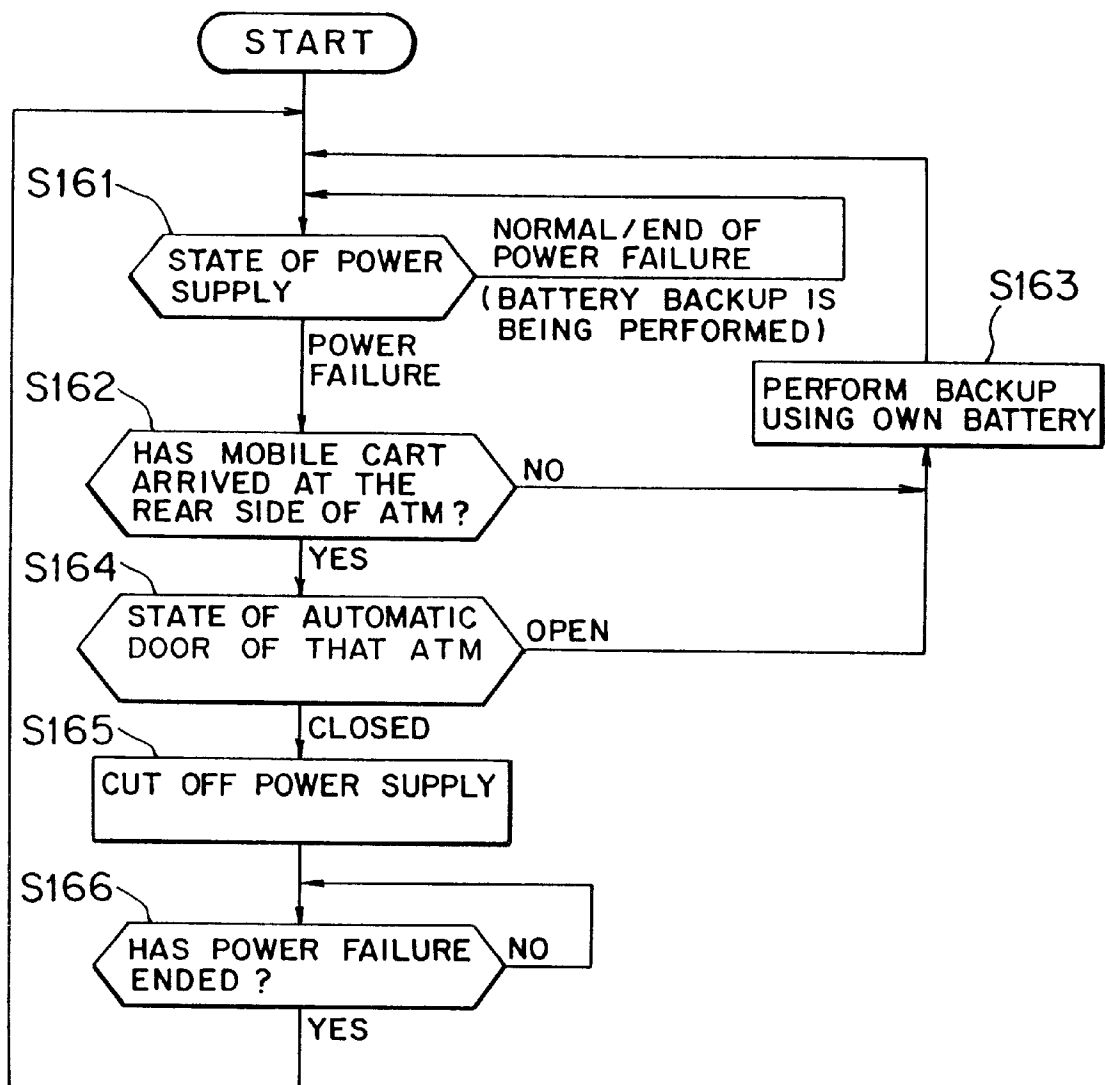 START
S161
STATE OF POWER
SUPPLY
NORMAL/END OF
POWER FAILURE
(BATTERY BACKUP IS
BEING PERFORMED)
S163
PERFORM BACKUP
USING OWN BATTERY
POWER
FAILURE
S162
HAS MOBILE CART
ARRIVED AT THE
REAR SIDE OF ATM?
NO
YES
S164
STATE OF AUTOMATIC
DOOR OF THAT ATM
OPEN
CLOSED
S165
CUT OFF POWER SUPPLY
S166
HAS POWER FAILURE
ENDED?
NO
YES